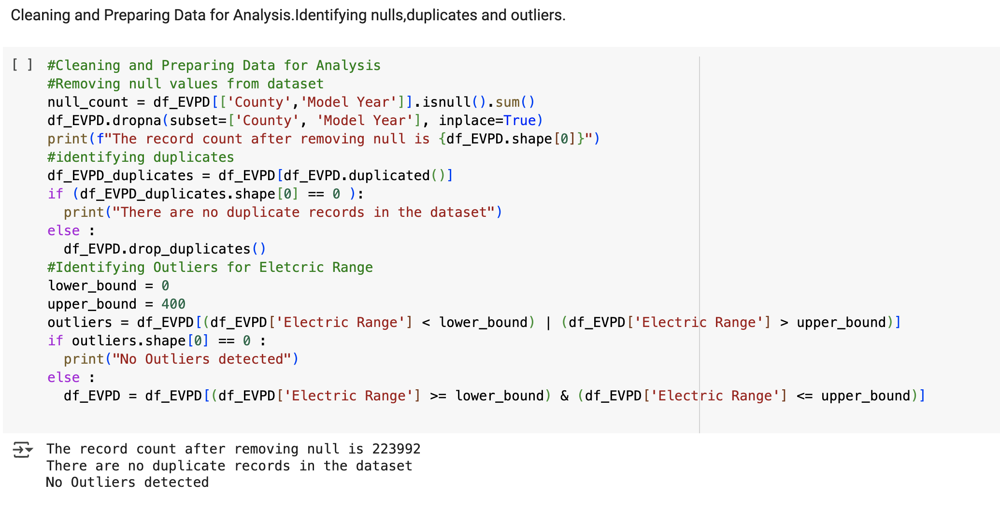 Cleaning and Preparing Data for Analysis.Identifying nulls,duplicates and outliers.
[ ] #Cleaning and Preparing Data for Analysis
#Removing null values from dataset
null_count = df_EVPD[['County','Model Year']].isnull().sum()
df_EVPD.dropna(subset=['County', 'Model Year'], inplace=True)
print(f"The record count after removing null is {df_EVPD.shape[0]}")
#identifying duplicates
df_EVPD_duplicates = df_EVPD[df_EVPD.duplicated()]
if (df_EVPD_duplicates.shape[0] == 0 ):
  print("There are no duplicate records in the dataset")
else :
  df_EVPD.drop_duplicates()
#Identifying Outliers for Eletcric Range
lower_bound = 0
upper_bound = 400
outliers = df_EVPD[(df_EVPD['Electric Range'] < lower_bound) | (df_EVPD['Electric Range'] > upper_bound)]
if outliers.shape[0] == 0 :
  print("No Outliers detected")
else :
  df_EVPD = df_EVPD[(df_EVPD['Electric Range'] >= lower_bound) & (df_EVPD['Electric Range'] <= upper_bound)]
The record count after removing null is 223992
There are no duplicate records in the dataset
No Outliers detected